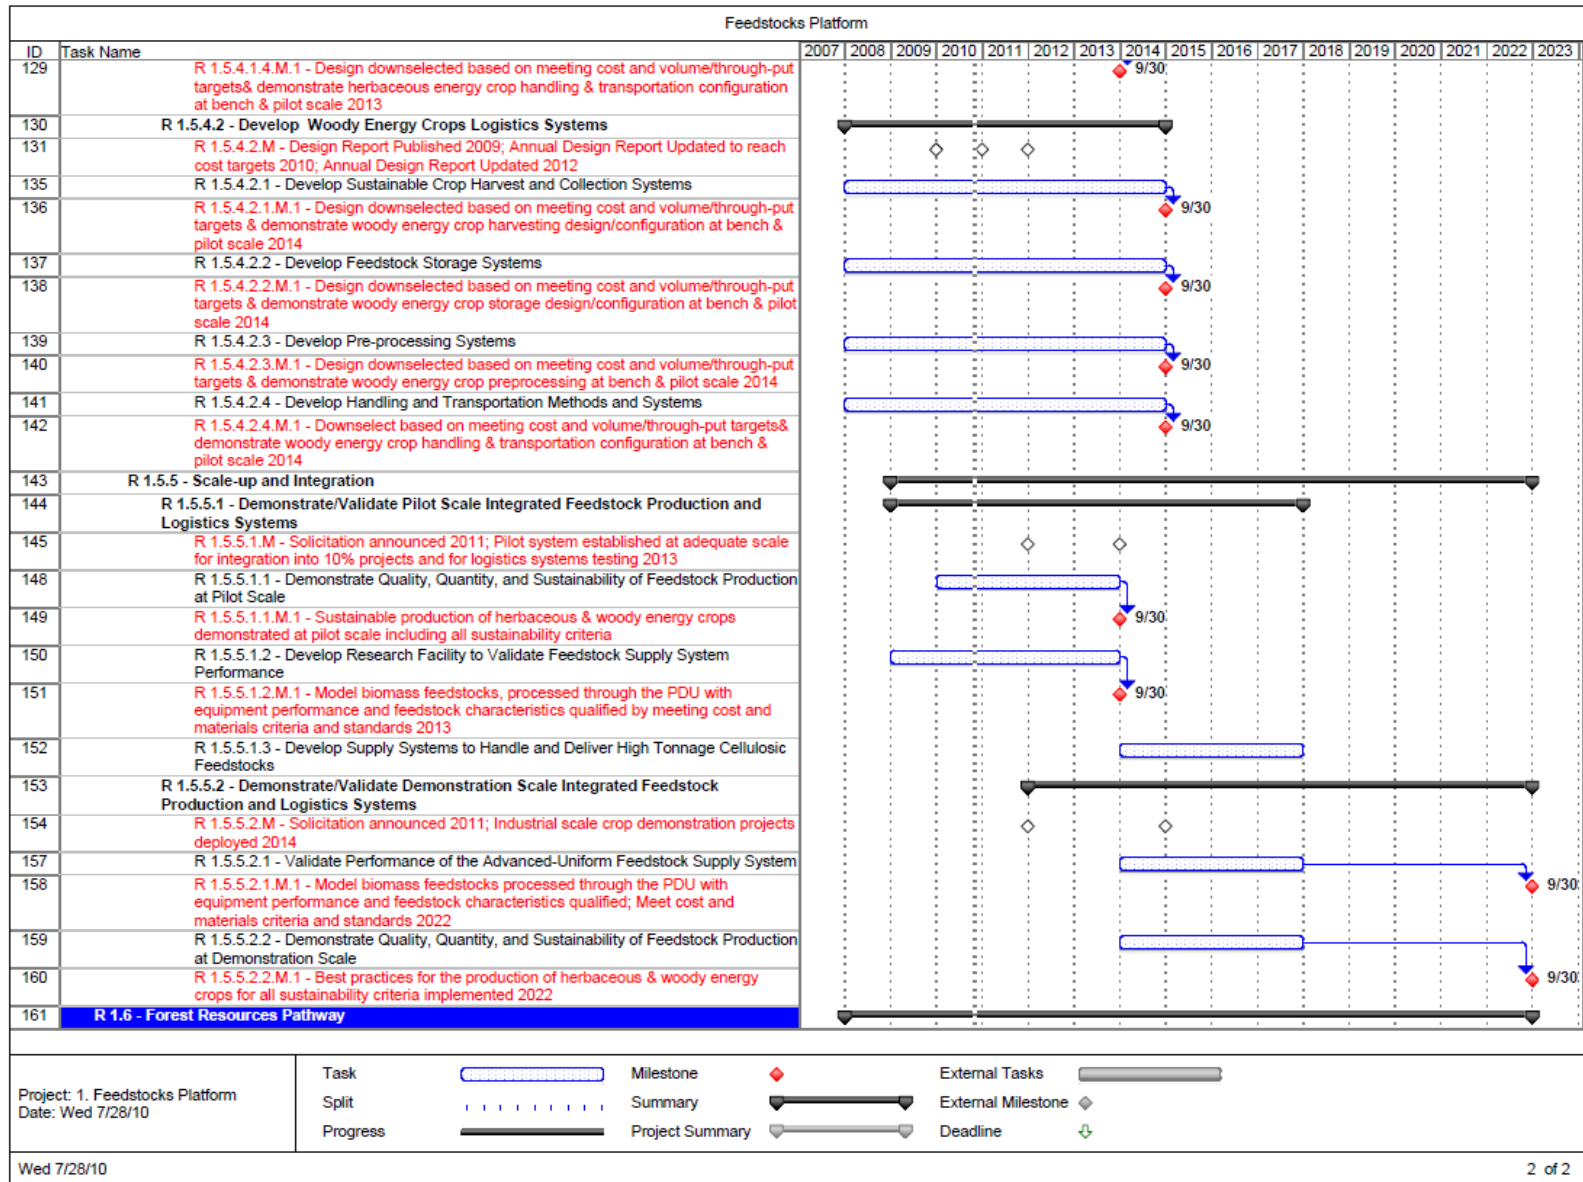 Feedstocks Platform
ID Task Name 2007 2008 2009 2010 2011 2012 2013 2014 2015 2016 2017 2018 2019 2020 2021 2022 2023
129 R 1.5.4.1.4.M.1 - Design downselected based on meeting cost and volume/through-put 9/30
targets& demonstrate herbaceous energy crop handling & transportation configuration
at bench & pilot scale 2013
130 R 1.5.4.2 - Develop Woody Energy Crops Logistics Systems
131 R 1.5.4.2.M - Design Report Published 2009; Annual Design Report Updated to reach
cost targets 2010; Annual Design Report Updated 2012
135 R 1.5.4.2.1 - Develop Sustainable Crop Harvest and Collection Systems
136 R 1.5.4.2.1.M.1 - Design downselected based on meeting cost and volume/through-put 9/30
targets & demonstrate woody energy crop harvesting design/configuration at bench &
pilot scale 2014
137 R 1.5.4.2.2 - Develop Feedstock Storage Systems
138 R 1.5.4.2.2.M.1 - Design downselected based on meeting cost and volume/through-put 9/30
targets & demonstrate woody energy crop storage design/configuration at bench & pilot
scale 2014
139 R 1.5.4.2.3 - Develop Pre-processing Systems
140 R 1.5.4.2.3.M.1 - Design downselected based on meeting cost and volume/through-put 9/30
targets & demonstrate woody energy crop preprocessing at bench & pilot scale 2014
141 R 1.5.4.2.4 - Develop Handling and Transportation Methods and Systems
142 R 1.5.4.2.4.M.1 - Downselect based on meeting cost and volume/through-put targets& 9/30
demonstrate woody energy crop handling & transportation configuration at bench &
pilot scale 2014
143 R 1.5.5 - Scale-up and Integration
144 R 1.5.5.1 - Demonstrate/Validate Pilot Scale Integrated Feedstock Production and
Logistics Systems
145 R 1.5.5.1.M - Solicitation announced 2011; Pilot system established at adequate scale
for integration into 10% projects and for logistics systems testing 2013
148 R 1.5.5.1.1 - Demonstrate Quality, Quantity, and Sustainability of Feedstock Production
at Pilot Scale
149 R 1.5.5.1.1.M.1 - Sustainable production of herbaceous & woody energy crops 9/30
demonstrated at pilot scale including all sustainability criteria
150 R 1.5.5.1.2 - Develop Research Facility to Validate Feedstock Supply System
Performance
151 R 1.5.5.1.2.M.1 - Model biomass feedstocks, processed through the PDU with 9/30
equipment performance and feedstock characteristics qualified by meeting cost and
materials criteria and standards 2013
152 R 1.5.5.1.3 - Develop Supply Systems to Handle and Deliver High Tonnage Cellulosic
Feedstocks
153 R 1.5.5.2 - Demonstrate/Validate Demonstration Scale Integrated Feedstock
Production and Logistics Systems
154 R 1.5.5.2.M - Solicitation announced 2011; Industrial scale crop demonstration projects
deployed 2014
157 R 1.5.5.2.1 - Validate Performance of the Advanced-Uniform Feedstock Supply System
158 R 1.5.5.2.1.M.1 - Model biomass feedstocks processed through the PDU with 9/30
equipment performance and feedstock characteristics qualified; Meet cost and
materials criteria and standards 2022
159 R 1.5.5.2.2 - Demonstrate Quality, Quantity, and Sustainability of Feedstock Production
at Demonstration Scale
160 R 1.5.5.2.2.M.1 - Best practices for the production of herbaceous & woody energy 9/30
crops for all sustainability criteria implemented 2022
161 R 1.6 - Forest Resources Pathway
Project: 1. Feedstocks Platform
Date: Wed 7/28/10
Task Milestone External Tasks
Split Summary External Milestone
Progress Project Summary Deadline
Wed 7/28/10 2 of 2